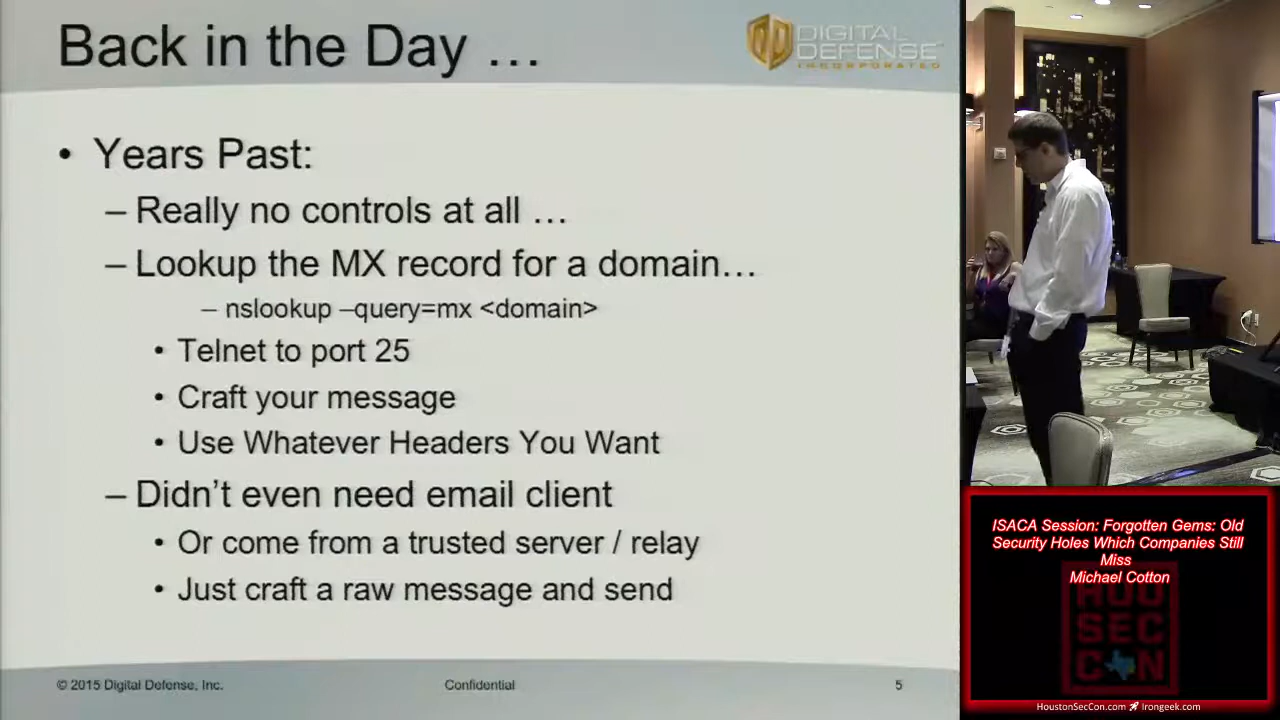 Back in the Day …
DIGITAL
DEFENSE
INCORPORATED
• Years Past:
– Really no controls at all …
– Lookup the MX record for a domain…
– nslookup –query=mx <domain>
• Telnet to port 25
• Craft your message
• Use Whatever Headers You Want
– Didn't even need email client
• Or come from a trusted server / relay
• Just craft a raw message and send
© 2015 Digital Defense, Inc.
Confidential
5
ISACA Session: Forgotten Gems: Old
Security Holes Which Companies Still
Miss
Michael Cotton
HOU
SEC
CON
HoustonSecCon.com Irongeek.com